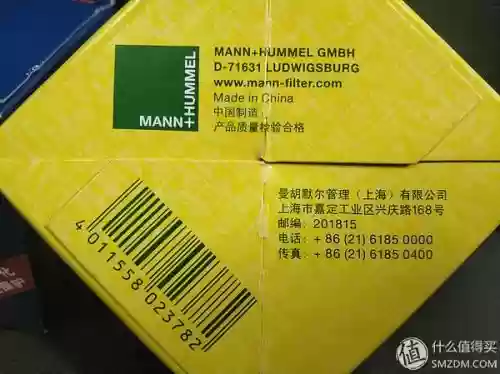 MANN+HUMMEL
MANN+HUMMEL GMBH
D-71631 LUDWIGSBURG
www.mann-filter.com
Made in China
中国制造
产品质量检验合格
曼胡默尔管理（上海）有限公司
上海市嘉定工业区兴庆路168号
邮编：201815
电话：+ 86 (21) 6185 0000
传真：+ 86 (21) 6185 0400
4 011558 023782
值 什么值得买
SMZDM.COM